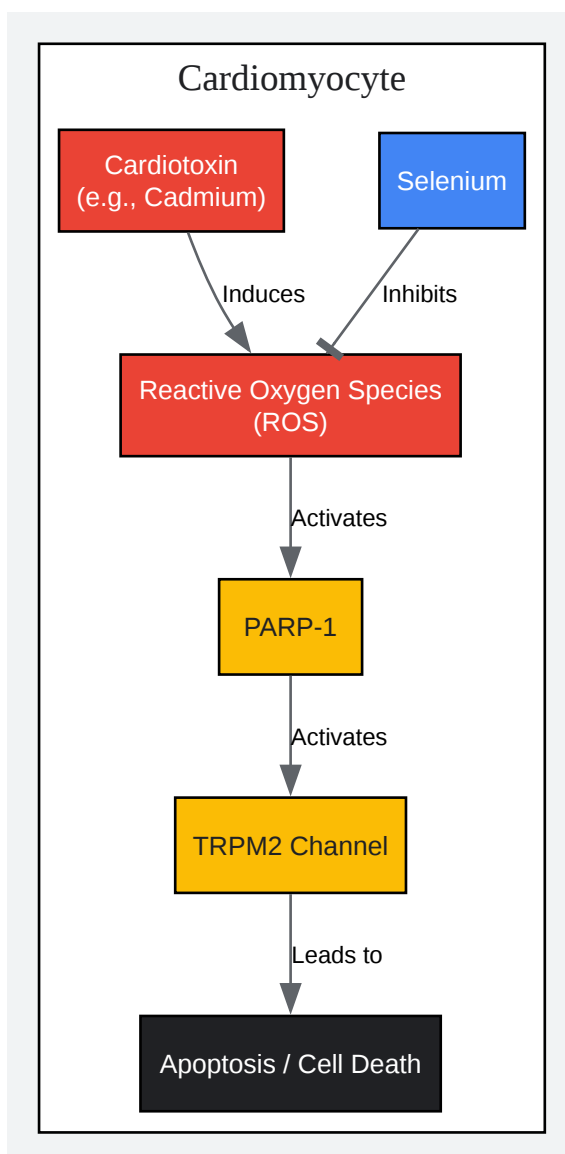 Cardiomyocyte
Cardiotoxin
(e.g., Cadmium)
Selenium
Induces
Inhibits
Reactive Oxygen Species
(ROS)
Activates
PARP-1
Activates
TRPM2 Channel
Leads to
Apoptosis / Cell Death